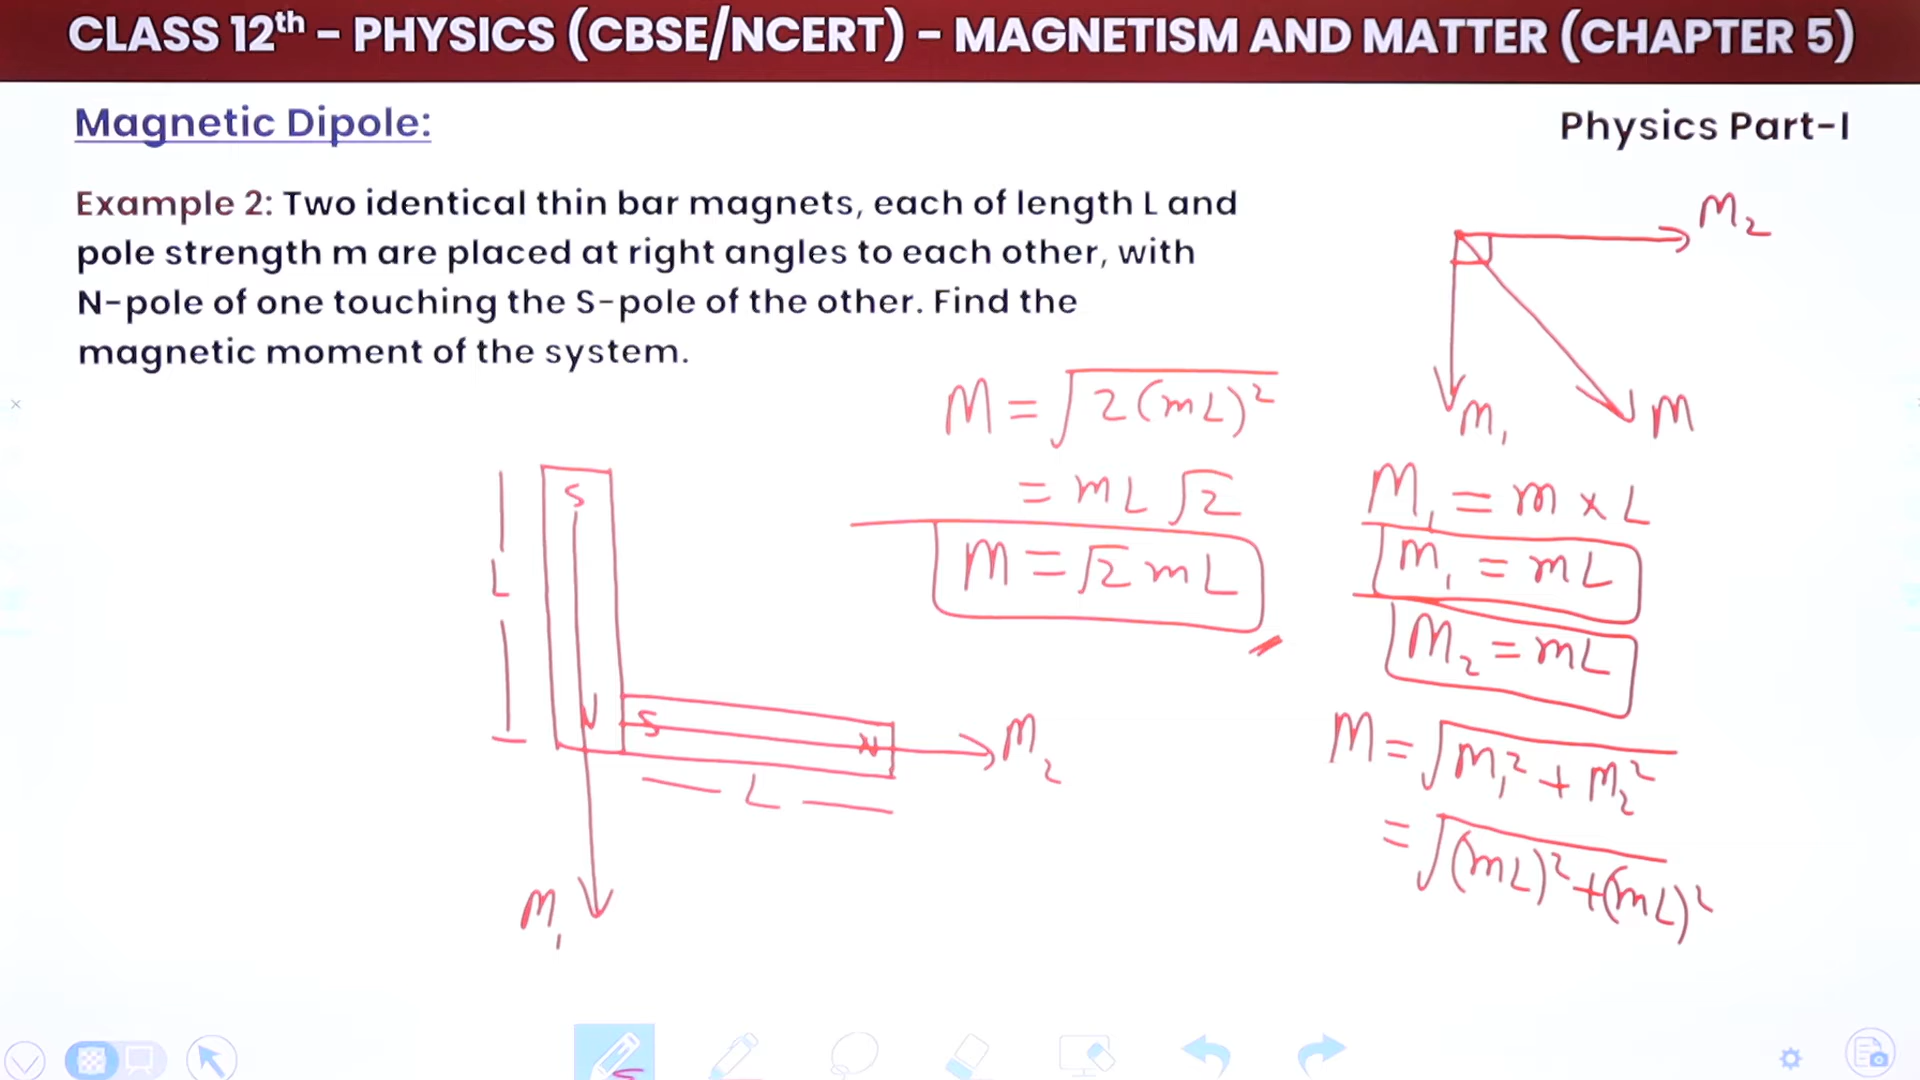 CLASS 12th – PHYSICS (CBSE/NCERT) – MAGNETISM AND MATTER (CHAPTER 5)
Magnetic Dipole:
Physics Part-I
Example 2: Two identical thin bar magnets, each of length L and
pole strength m are placed at right angles to each other, with
N-pole of one touching the S-pole of the other. Find the
magnetic moment of the system.
M₂
M₁
M
M = √2(mL)²
= mL √2
M = √2 mL
M₁ = m × L
M₁ = mL
M₂ = mL
M = √M₁² + M₂²
= √(mL)² + (mL)²
S
L
N
S
N
M₂
L
M₁